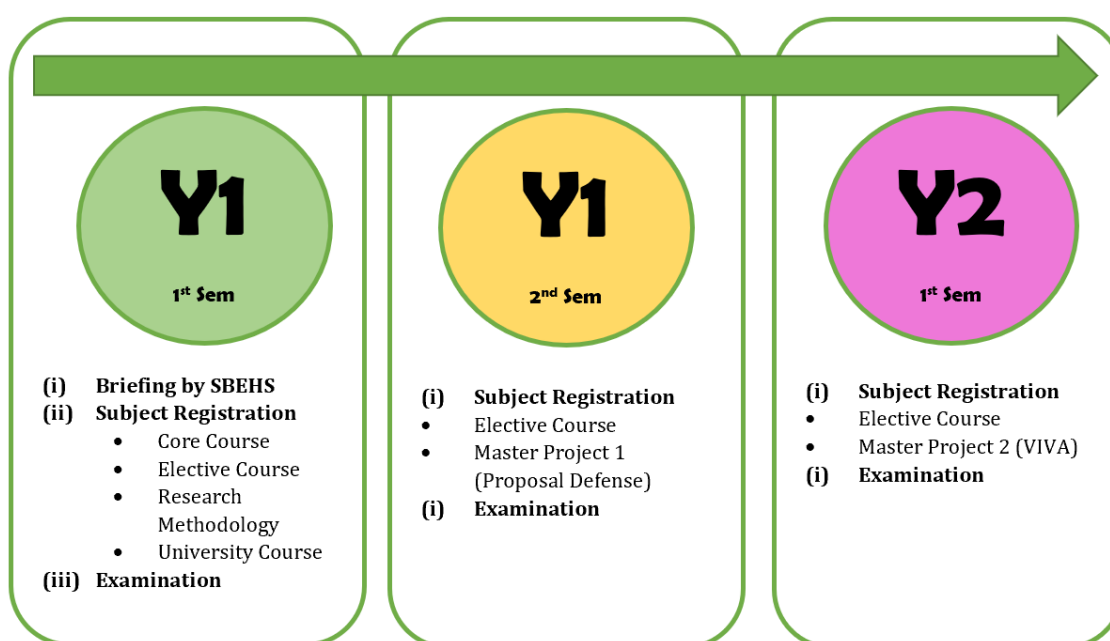 Y1
1st Sem
(i) Briefing by SBEHS
(ii) Subject Registration
• Core Course
• Elective Course
• Research
Methodology
• University Course
(iii) Examination
Y1
2nd Sem
(i) Subject Registration
• Elective Course
• Master Project 1
(Proposal Defense)
(i) Examination
Y2
1st Sem
(i) Subject Registration
• Elective Course
• Master Project 2 (VIVA)
(i) Examination